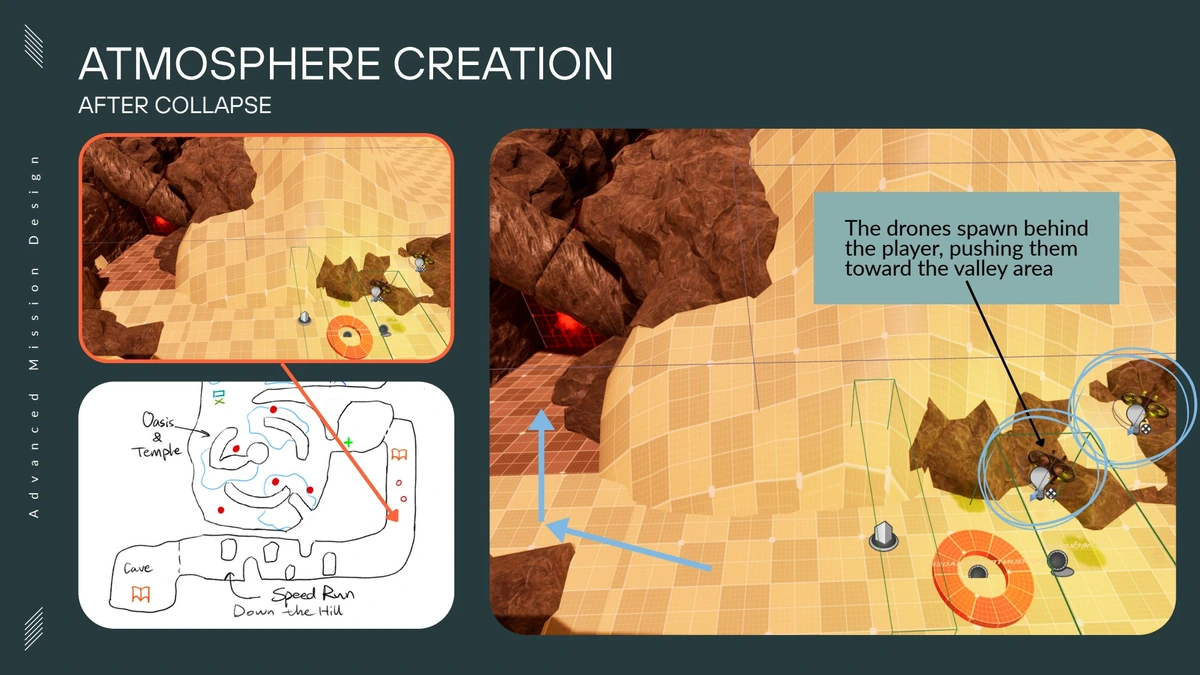 ATMOSPHERE CREATION
AFTER COLLAPSE
Advanced Mission Design
The drones spawn behind
the player, pushing them
toward the valley area
Oasis
&
Temple
Cave
Speed Run
Down the Hill